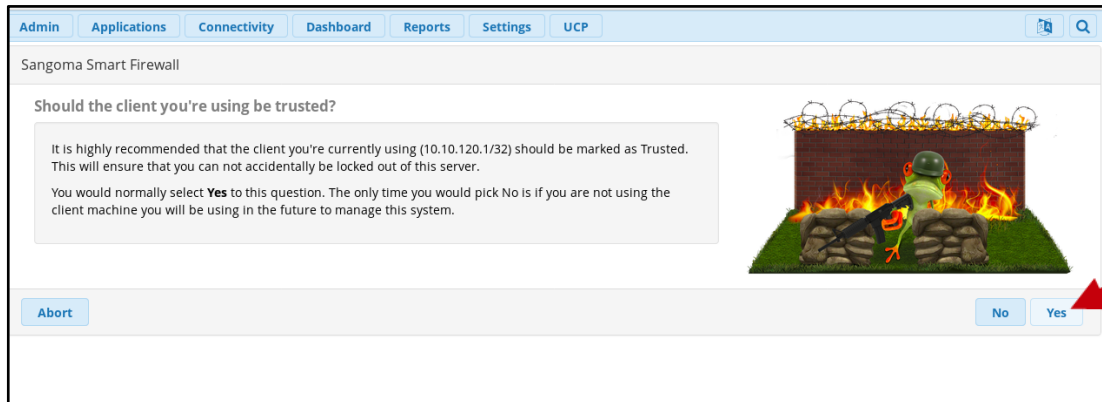 Admin Applications Connectivity Dashboard Reports Settings UCP
Sangoma Smart Firewall
Should the client you're using be trusted?
It is highly recommended that the client you're currently using (10.10.120.1/32) should be marked as Trusted.
This will ensure that you can not accidentally be locked out of this server.
You would normally select Yes to this question. The only time you would pick No is if you are not using the
client machine you will be using in the future to manage this system.
Abort No Yes